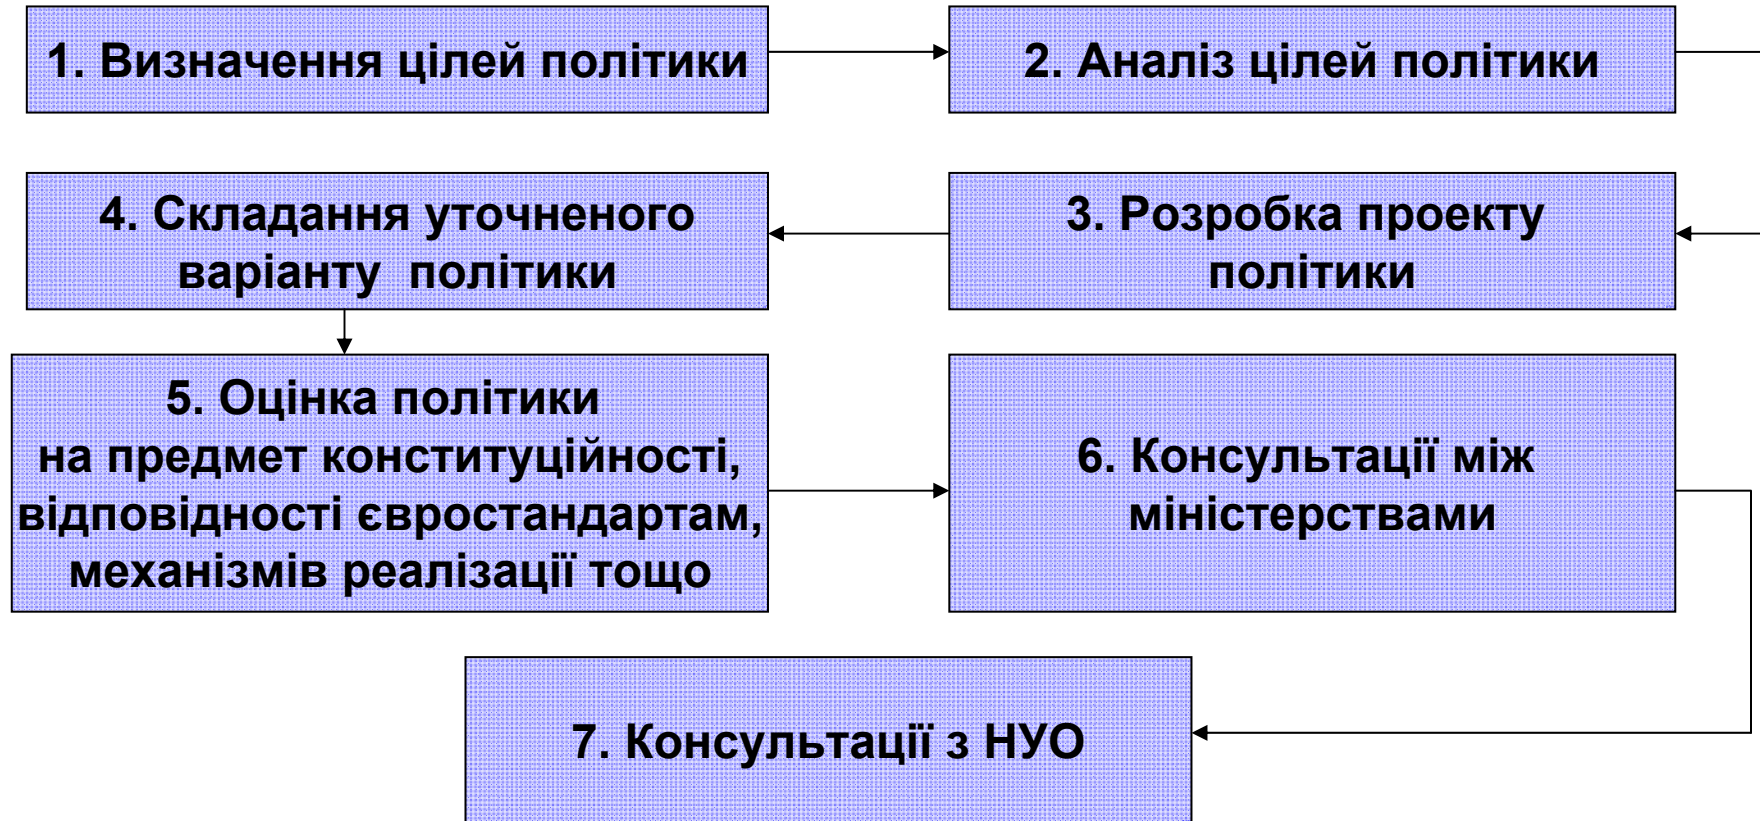 1. Визначення цілей політики
2. Аналіз цілей політики
3. Розробка проекту
політики
4. Складання уточненого
варіанту  політики
5. Оцінка політики
на предмет конституційності,
відповідності євростандартам,
механізмів реалізації тощо
6. Консультації між
міністерствами
7. Консультації з НУО